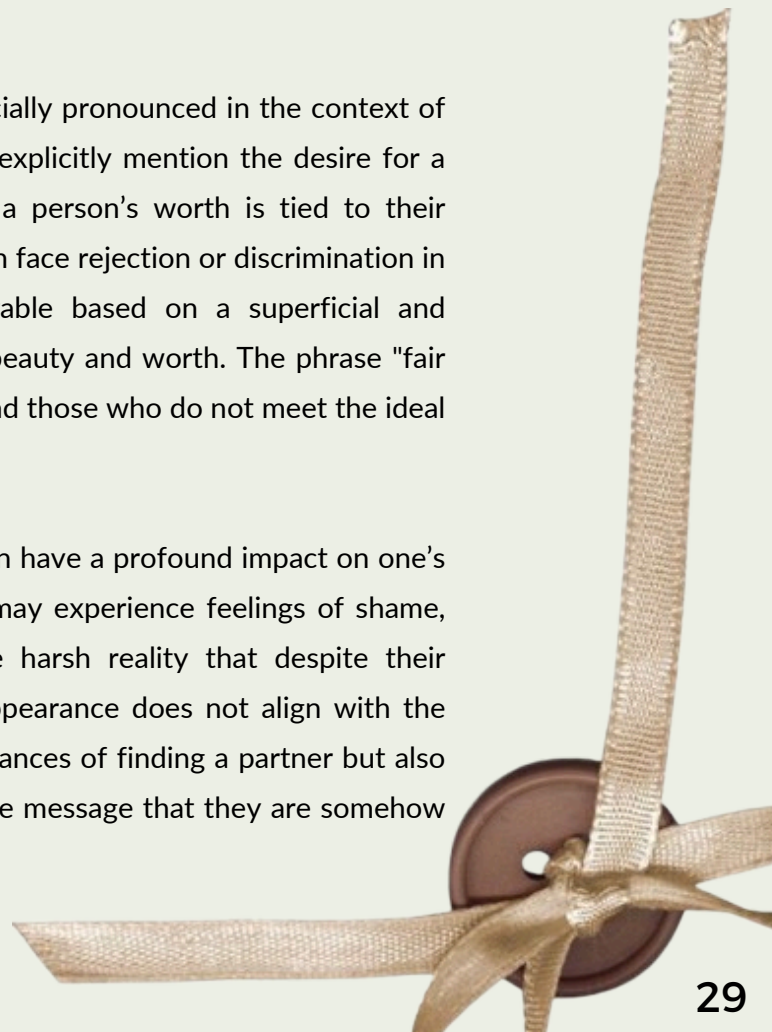 cially pronounced in the context of
explicitly mention the desire for a
a person’s worth is tied to their
n face rejection or discrimination in
able based on a superficial and
beauty and worth. The phrase "fair
nd those who do not meet the ideal
n have a profound impact on one’s
may experience feelings of shame,
e harsh reality that despite their
ppearance does not align with the
ances of finding a partner but also
e message that they are somehow
29